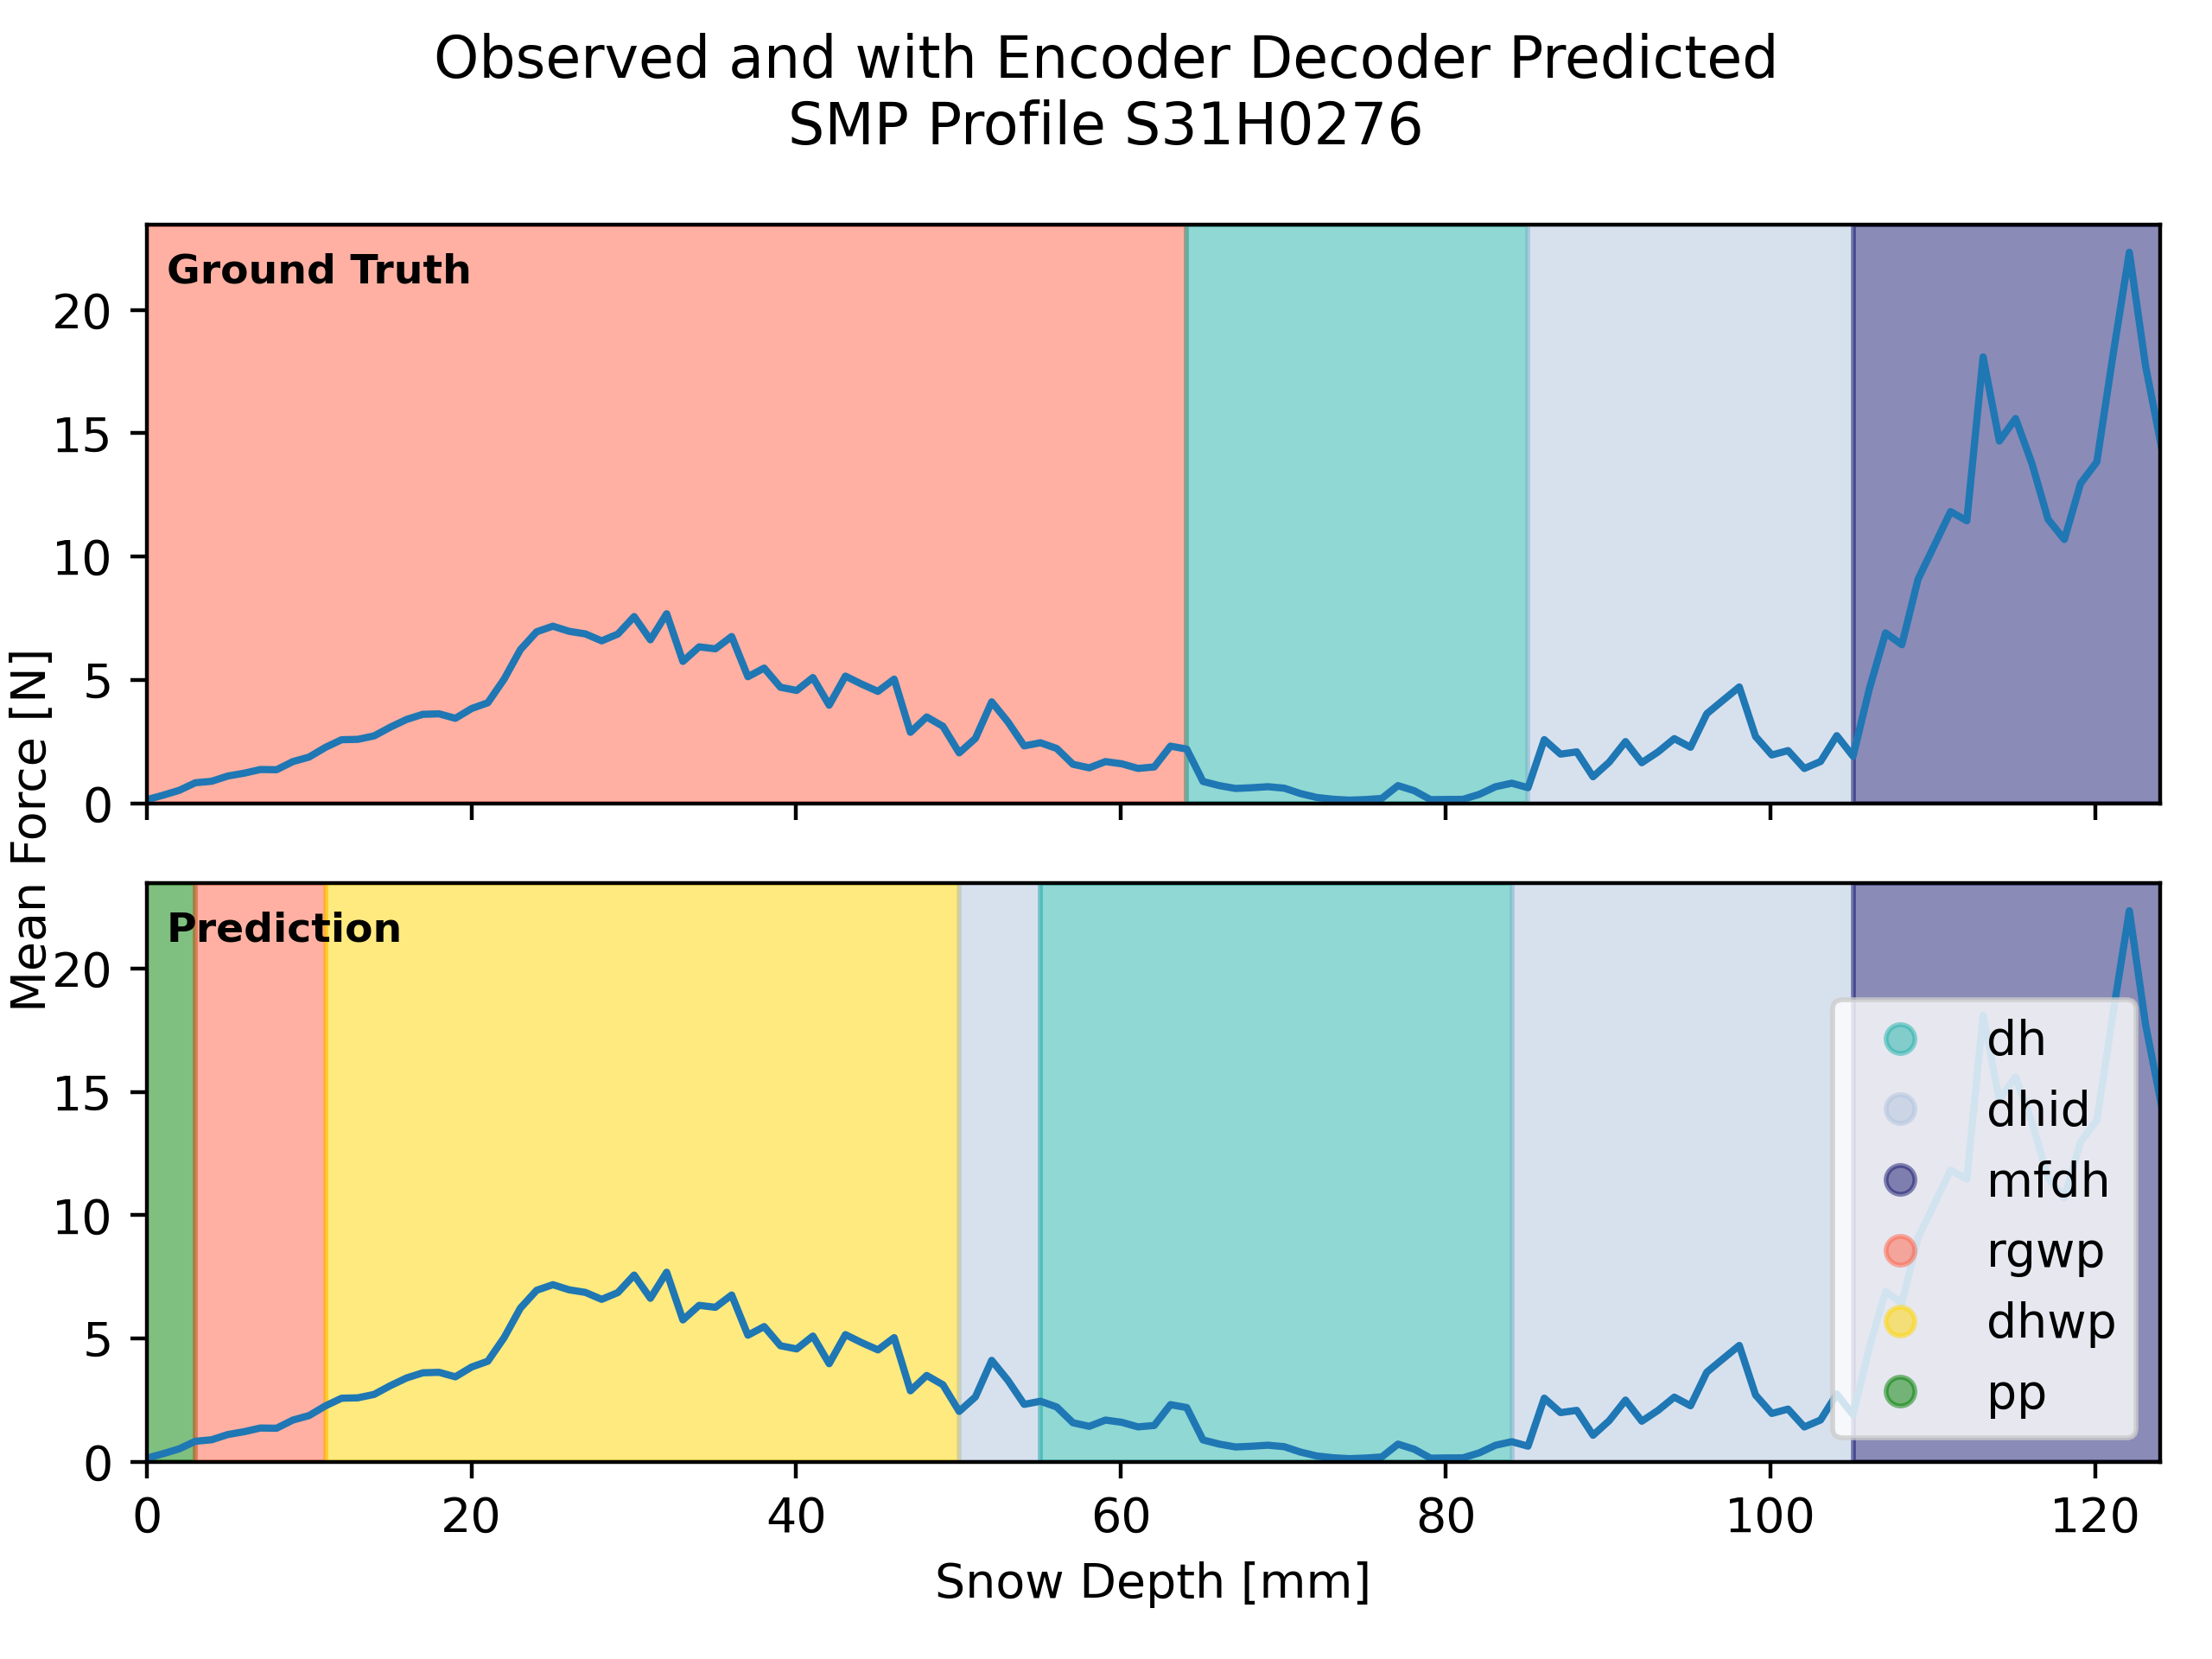 Observed and with Encoder Decoder Predicted
SMP Profile S31H0276
Ground Truth
20
15
10
5
0
Mean Force [N]
Prediction
20
15
10
5
0
dh
dhid
mfdh
rgwp
dhwp
pp
0 20 40 60 80 100 120
Snow Depth [mm]